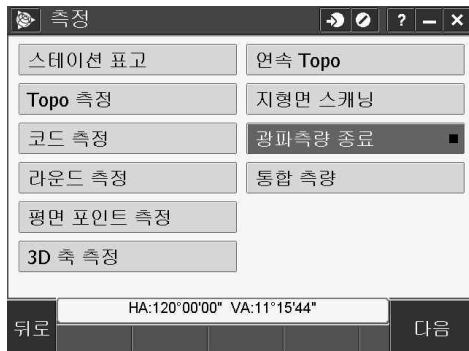 측정
?
스테이션 표고
Topo 측정
코드 측정
라운드 측정
평면 포인트 측정
3D 축 측정
연속 Topo
지형면 스캐닝
광파측량 종료
통합 측량
HA:120°00'00" VA:11°15'44"
뒤로
다음